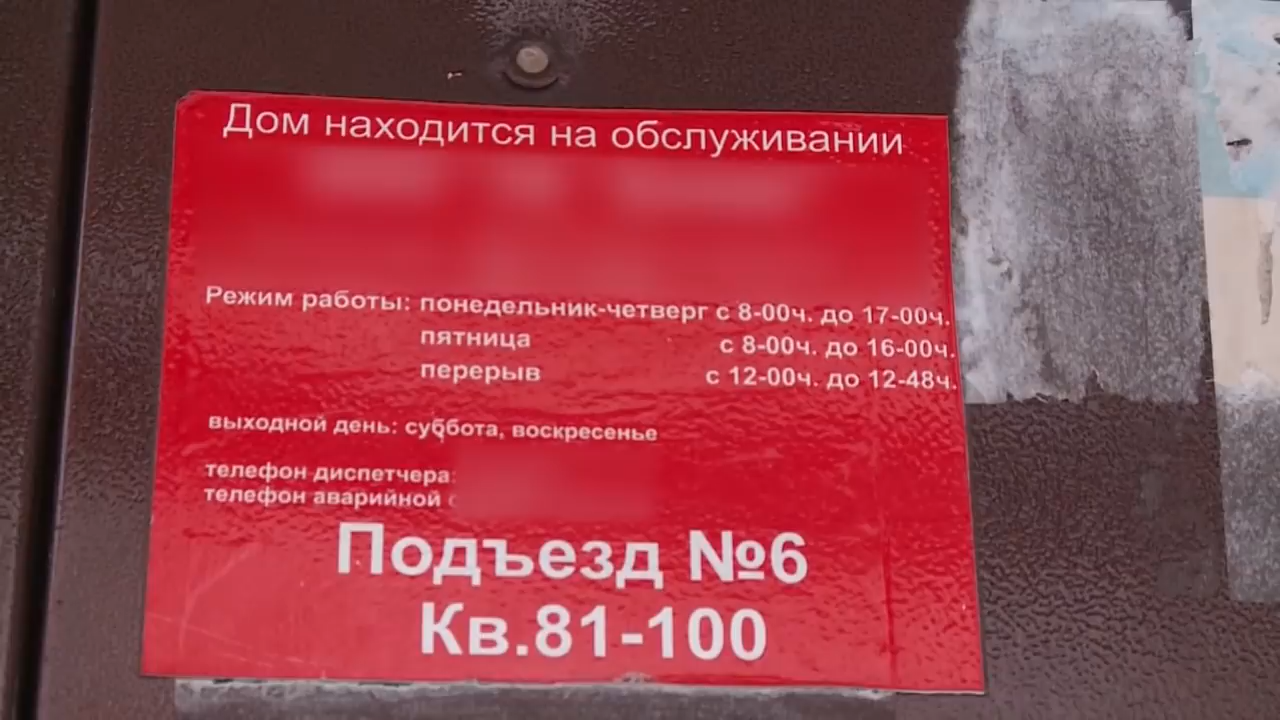 Дом находится на обслуживании
Режим работы: понедельник-четверг с 8-00ч. до 17-00ч.
пятница с 8-00ч. до 16-00ч.
перерыв с 12-00ч. до 12-48ч.
выходной день: суббота, воскресенье
телефон диспетчера:
телефон аварийной
Подъезд №6
Кв.81-100